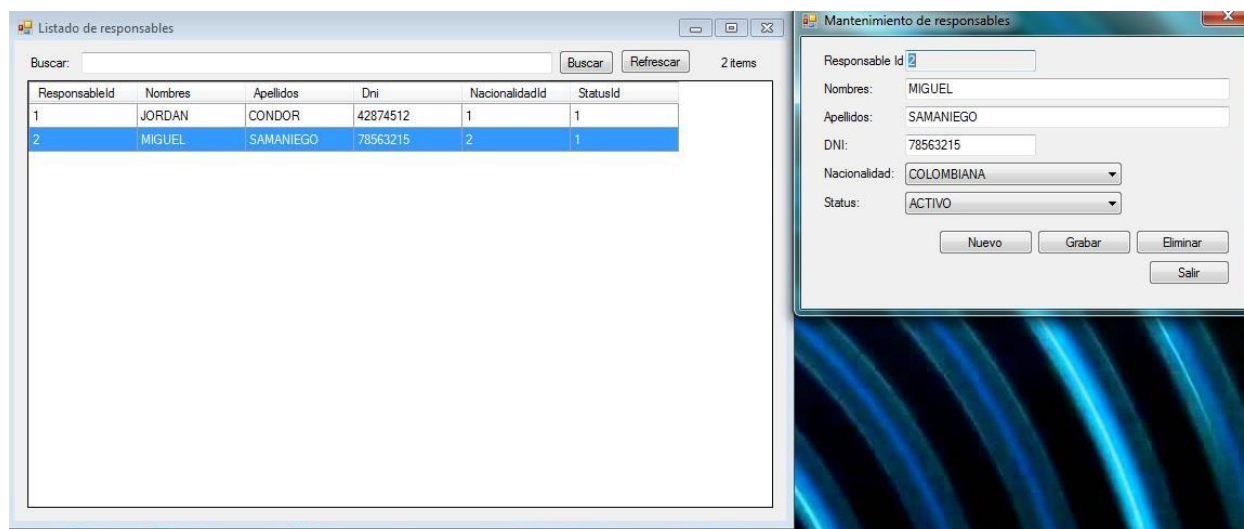 Listado de responsables
Buscar: Buscar Refrescar 2 items
ResponsableId Nombres Apellidos Dni NacionalidadId StatusId
1 JORDAN CONDOR 42874512 1 1
2 MIGUEL SAMANIEGO 78563215 2 1
Mantenimiento de responsables
Responsable Id 2
Nombres: MIGUEL
Apellidos: SAMANIEGO
DNI: 78563215
Nacionalidad: COLOMBIANA
Status: ACTIVO
Nuevo Grabar Eliminar
Salir